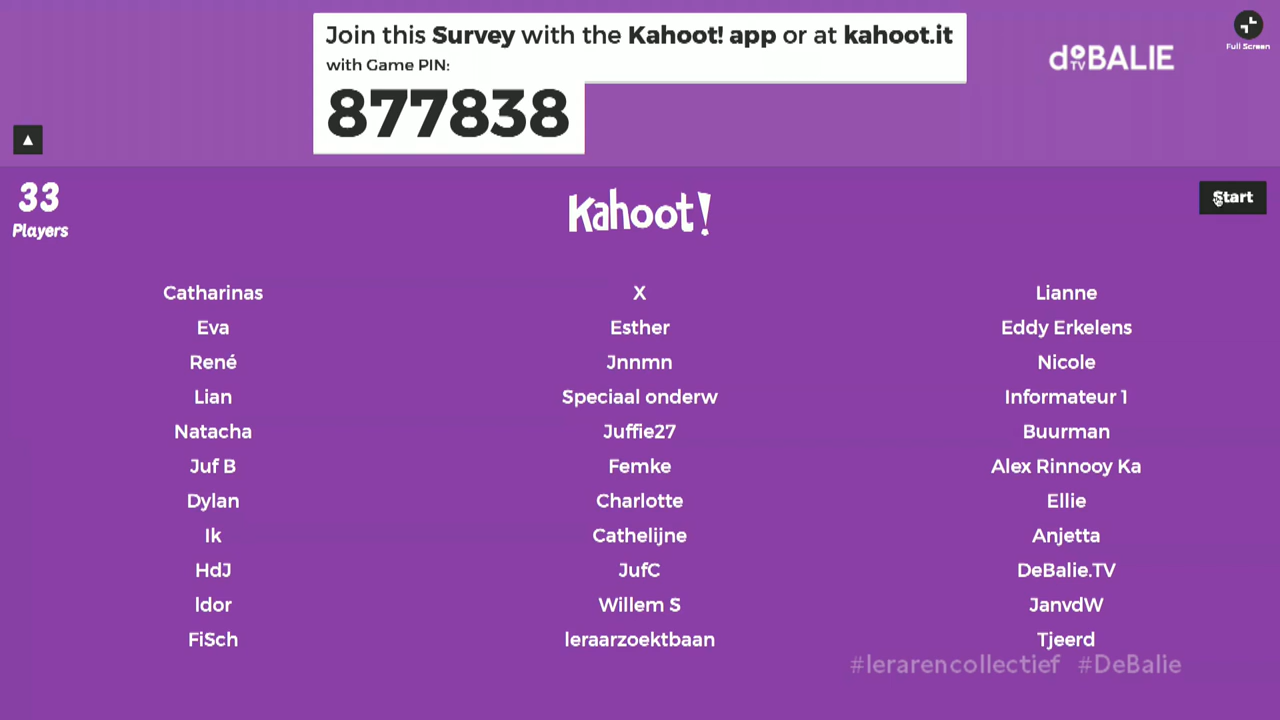 Join this Survey with the Kahoot! app or at kahoot.it
with Game PIN:
877838
doTVBALIE
Full Screen
33
Players
Kahoot!
Start
Catharinas
X
Lianne
Eva
Esther
Eddy Erkelens
René
Jnnmn
Nicole
Lian
Speciaal onderw
Informateur 1
Natacha
Juffie27
Buurman
Juf B
Femke
Alex Rinnooy Ka
Dylan
Charlotte
Ellie
Ik
Cathelijne
Anjetta
HdJ
JufC
DeBalie.TV
ldor
Willem S
JanvdW
FiSch
leraarzoektbaan
Tjeerd
#lerarencollectief #DeBalie